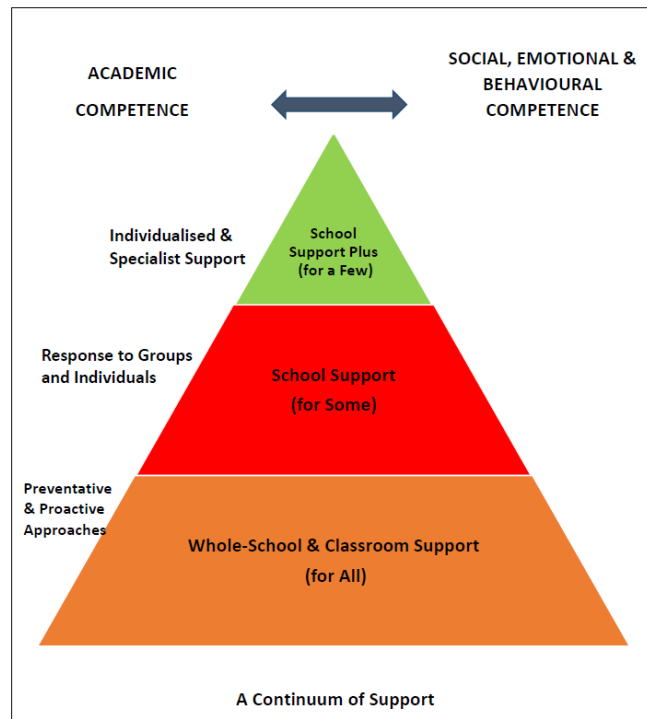 ACADEMIC
COMPETENCE
SOCIAL, EMOTIONAL &
BEHAVIOURAL
COMPETENCE
Individualised &
Specialist Support
School
Support Plus
(for a Few)
Response to Groups
and Individuals
School Support
(for Some)
Preventative
& Proactive
Approaches
Whole-School & Classroom Support
(for All)
A Continuum of Support